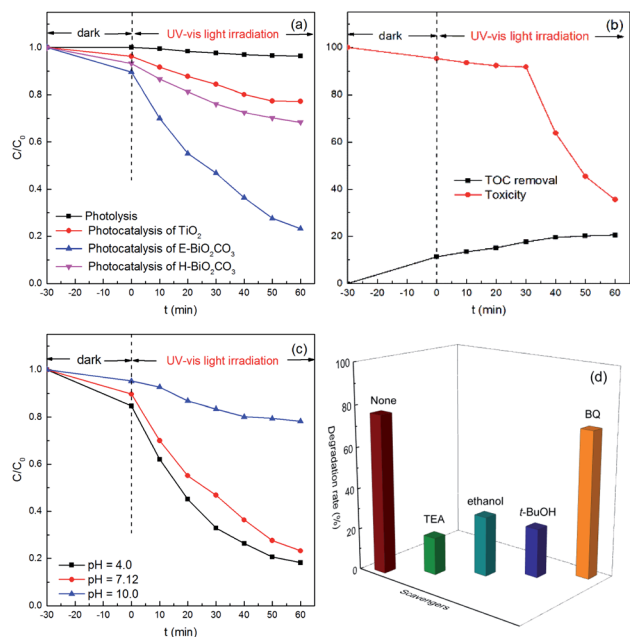 (a)
dark
UV-vis light irradiation
1.0
0.8
0.6
0.4
0.2
0.0
C/C0
Photolysis
Photocatalysis of TiO2
Photocatalysis of E-BiO2CO3
Photocatalysis of H-BiO2CO3
-30 -20 -10 0 10 20 30 40 50 60
t (min)
(b)
dark
UV-vis light irradiation
100
80
60
40
20
0
TOC removal
Toxicity
-30 -20 -10 0 10 20 30 40 50 60
t (min)
(c)
dark
UV-vis light irradiation
1.0
0.8
0.6
0.4
0.2
0.0
C/C0
pH = 4.0
pH = 7.12
pH = 10.0
-30 -20 -10 0 10 20 30 40 50 60
t (min)
(d)
100
80
60
40
20
0
Degradation rate (%)
None
TEA
ethanol
t-BuOH
BQ
Scavengers